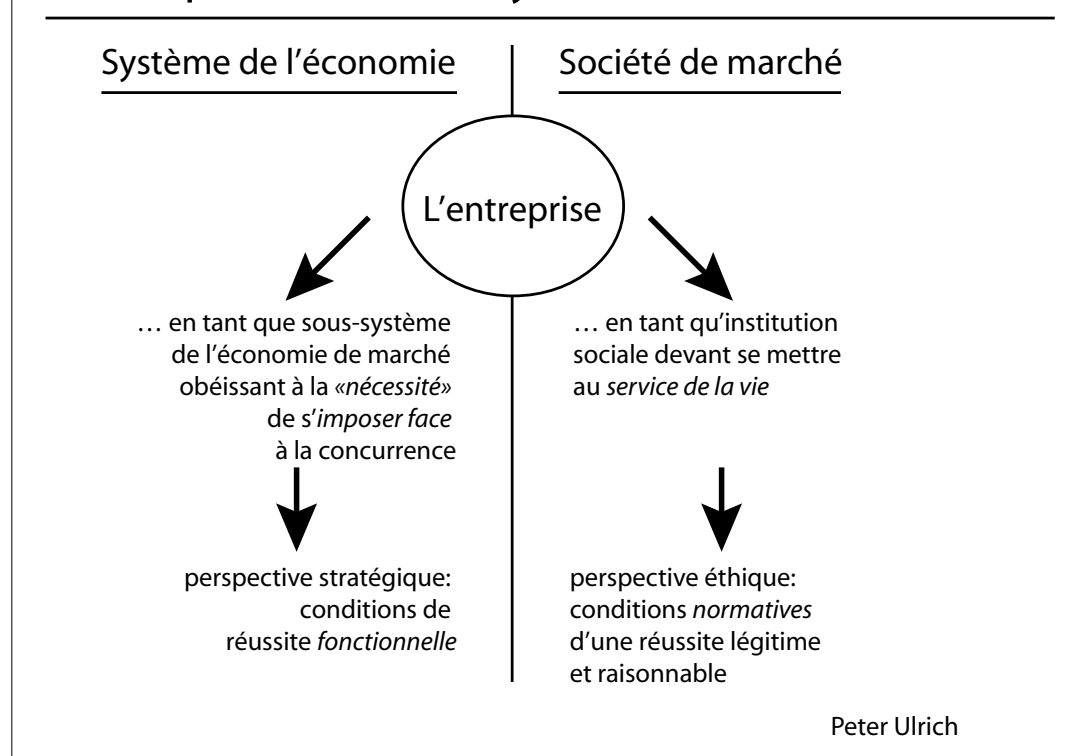 Système de l’économie
Société de marché
L’entreprise
… en tant que sous-système
de l’économie de marché
obéissant à la «nécessité»
de s’imposer face
à la concurrence
… en tant qu’institution
sociale devant se mettre
au service de la vie
perspective stratégique:
conditions de
réussite fonctionnelle
perspective éthique:
conditions normatives
d’une réussite légitime
et raisonnable
Peter Ulrich